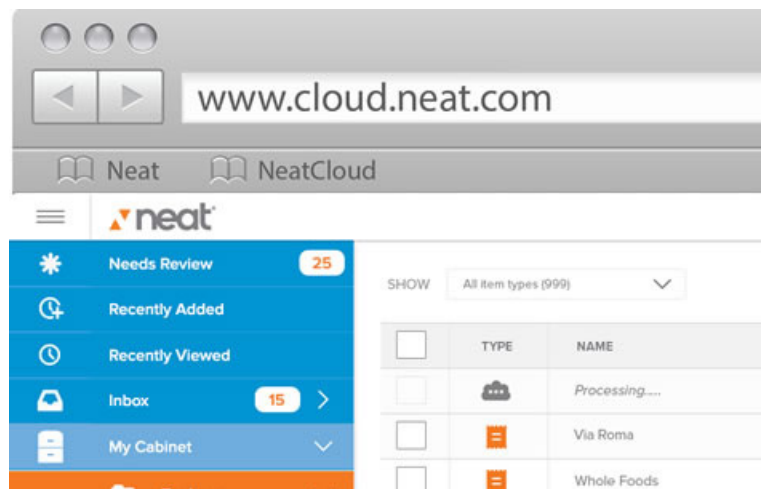 www.cloud.neat.com
Neat NeatCloud
neat
Needs Review 25
SHOW All item types (999)
Recently Added
TYPE NAME
Recently Viewed
Processing.....
Inbox 15
Via Roma
My Cabinet
Whole Foods